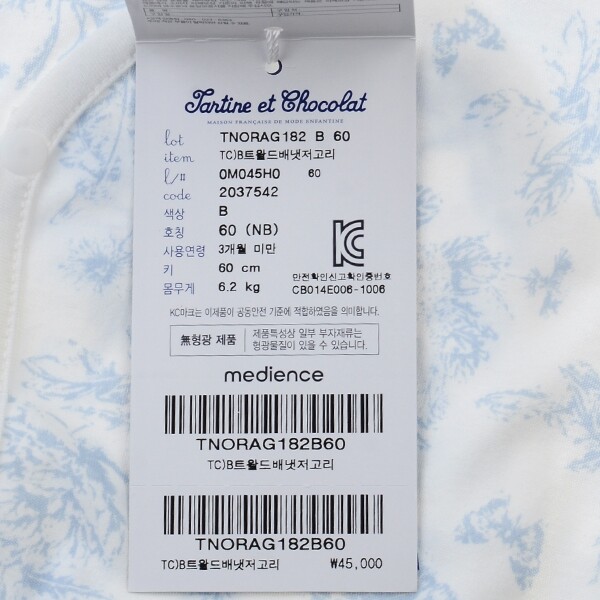 Tartine et Chocolat
MAISON FRANÇAISE DE MODE ENFANTINE
lot TNORAG182 B 60
item TC)B트왈드배냇저고리
l/# 0M045H0 60
code 2037542
색상 B
호칭 60 (NB)
사용연령 3개월 미만
키 60 cm
몸무게 6.2 kg
안전확인신고확인증번호
CB014E006-1006
KC마크는 이제품이 공통안전 기준에 적합하였음을 의미합니다.
無형광 제품
제품특성상 일부 부자재류는
형광물질이 있을 수 있습니다.
medience
TNORAG182B60
TC)B트왈드배냇저고리
TNORAG182B60
TC)B트왈드배냇저고리 ₩45,000